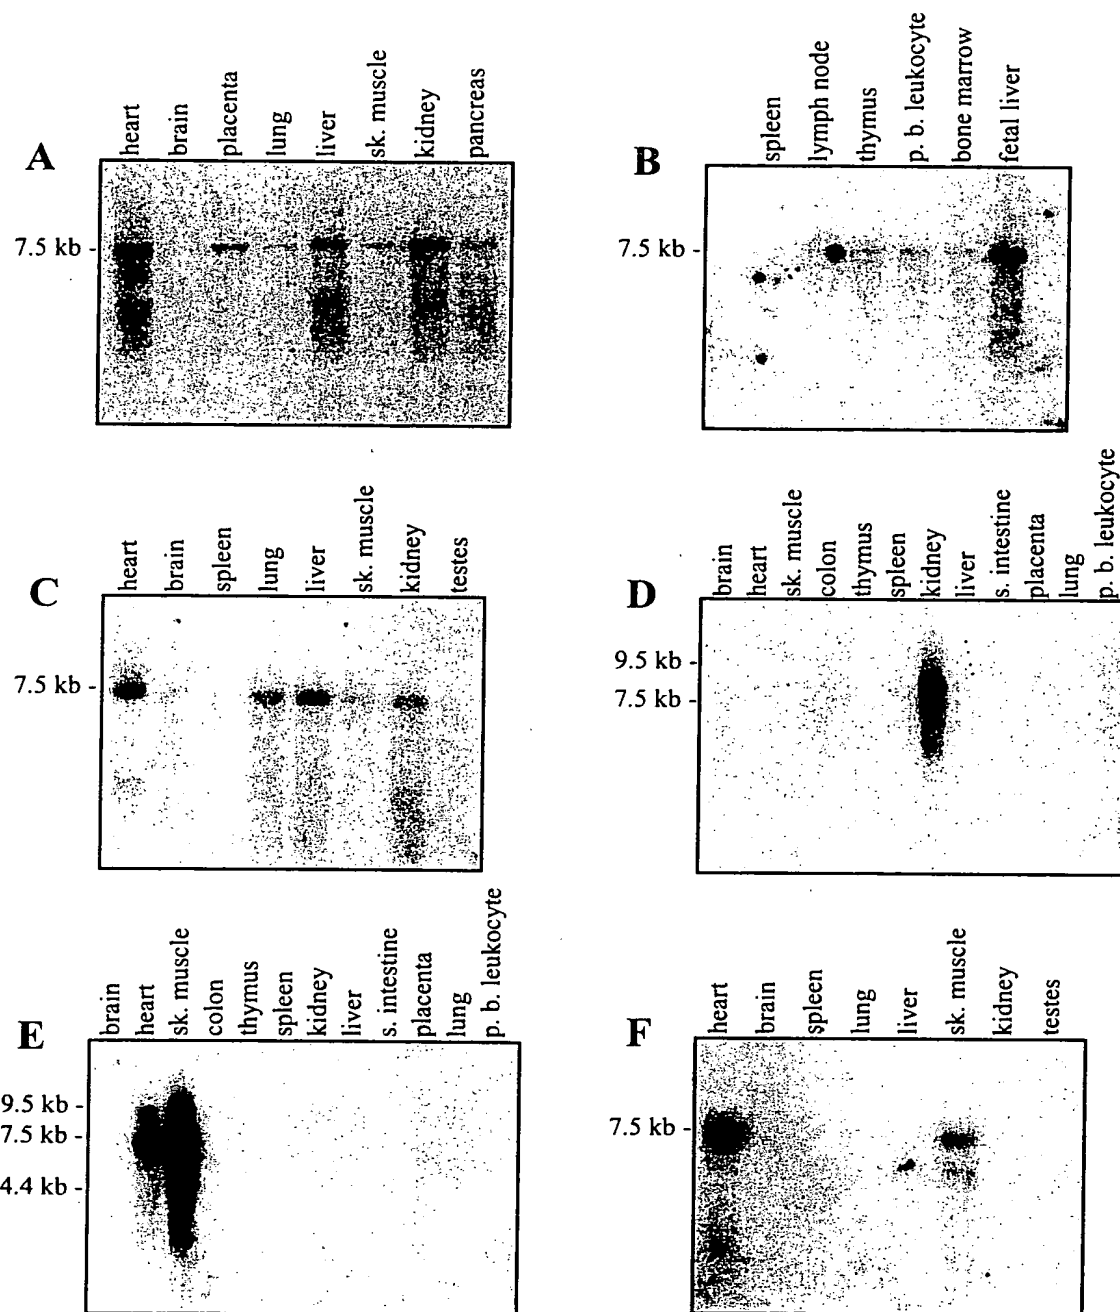 A
heart
brain
placenta
lung
liver
sk. muscle
kidney
pancreas
7.5 kb
B
spleen
lymph node
thymus
p. b. leukocyte
bone marrow
fetal liver
7.5 kb
C
heart
brain
spleen
lung
liver
sk. muscle
kidney
testes
7.5 kb
D
brain
heart
sk. muscle
colon
thymus
spleen
kidney
liver
s. intestine
placenta
lung
p. b. leukocyte
9.5 kb
7.5 kb
E
brain
heart
sk. muscle
colon
thymus
spleen
kidney
liver
s. intestine
placenta
lung
p. b. leukocyte
9.5 kb
7.5 kb
4.4 kb
F
heart
brain
spleen
lung
liver
sk. muscle
kidney
testes
7.5 kb